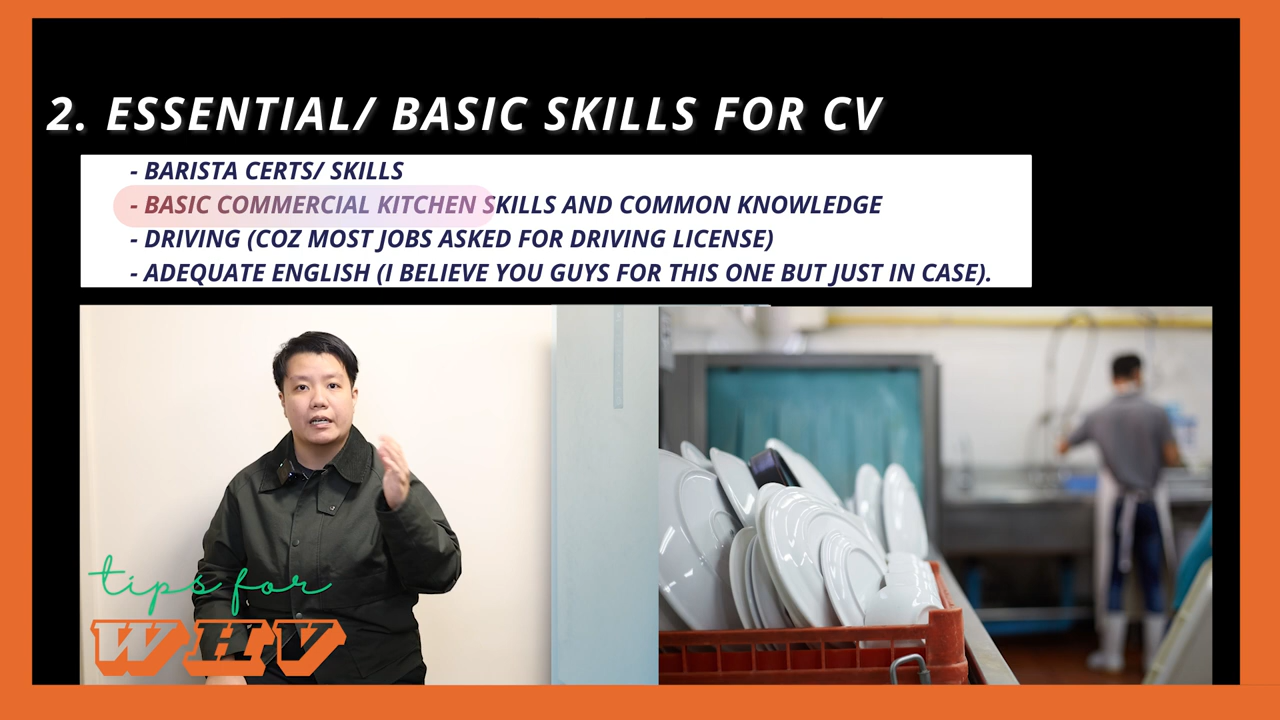 2. ESSENTIAL/ BASIC SKILLS FOR CV
- BARISTA CERTS/ SKILLS
- BASIC COMMERCIAL KITCHEN SKILLS AND COMMON KNOWLEDGE
- DRIVING (COZ MOST JOBS ASKED FOR DRIVING LICENSE)
- ADEQUATE ENGLISH (I BELIEVE YOU GUYS FOR THIS ONE BUT JUST IN CASE).
tips for
WHV